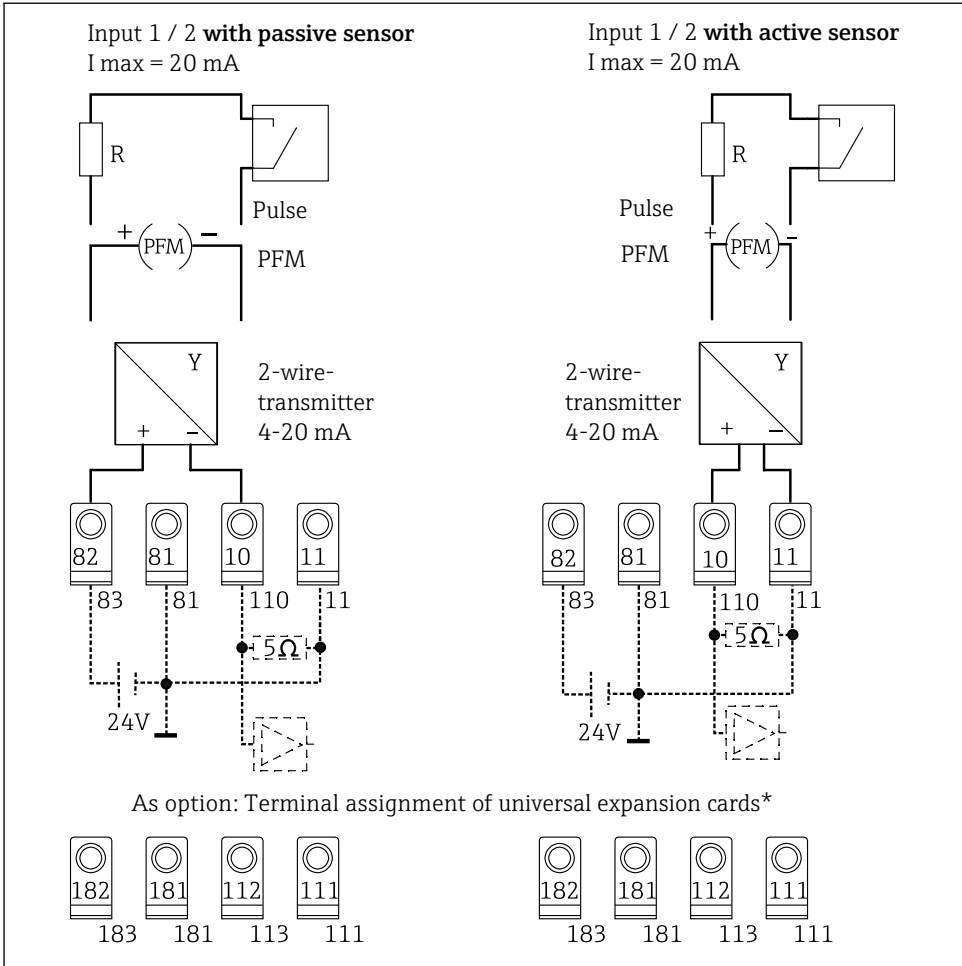 Input 1 / 2 with passive sensor
I max = 20 mA
R
Pulse
+ PFM −
PFM
Y
+ −
2-wire-
transmitter
4-20 mA
82 81 10 11
83 81 110 11
5Ω
24V
Input 1 / 2 with active sensor
I max = 20 mA
R
Pulse
+ PFM -
PFM
Y
+ −
2-wire-
transmitter
4-20 mA
82 81 10 11
83 81 110 11
5Ω
24V
As option: Terminal assignment of universal expansion cards*
182 181 112 111
183 181 113 111
182 181 112 111
183 181 113 111